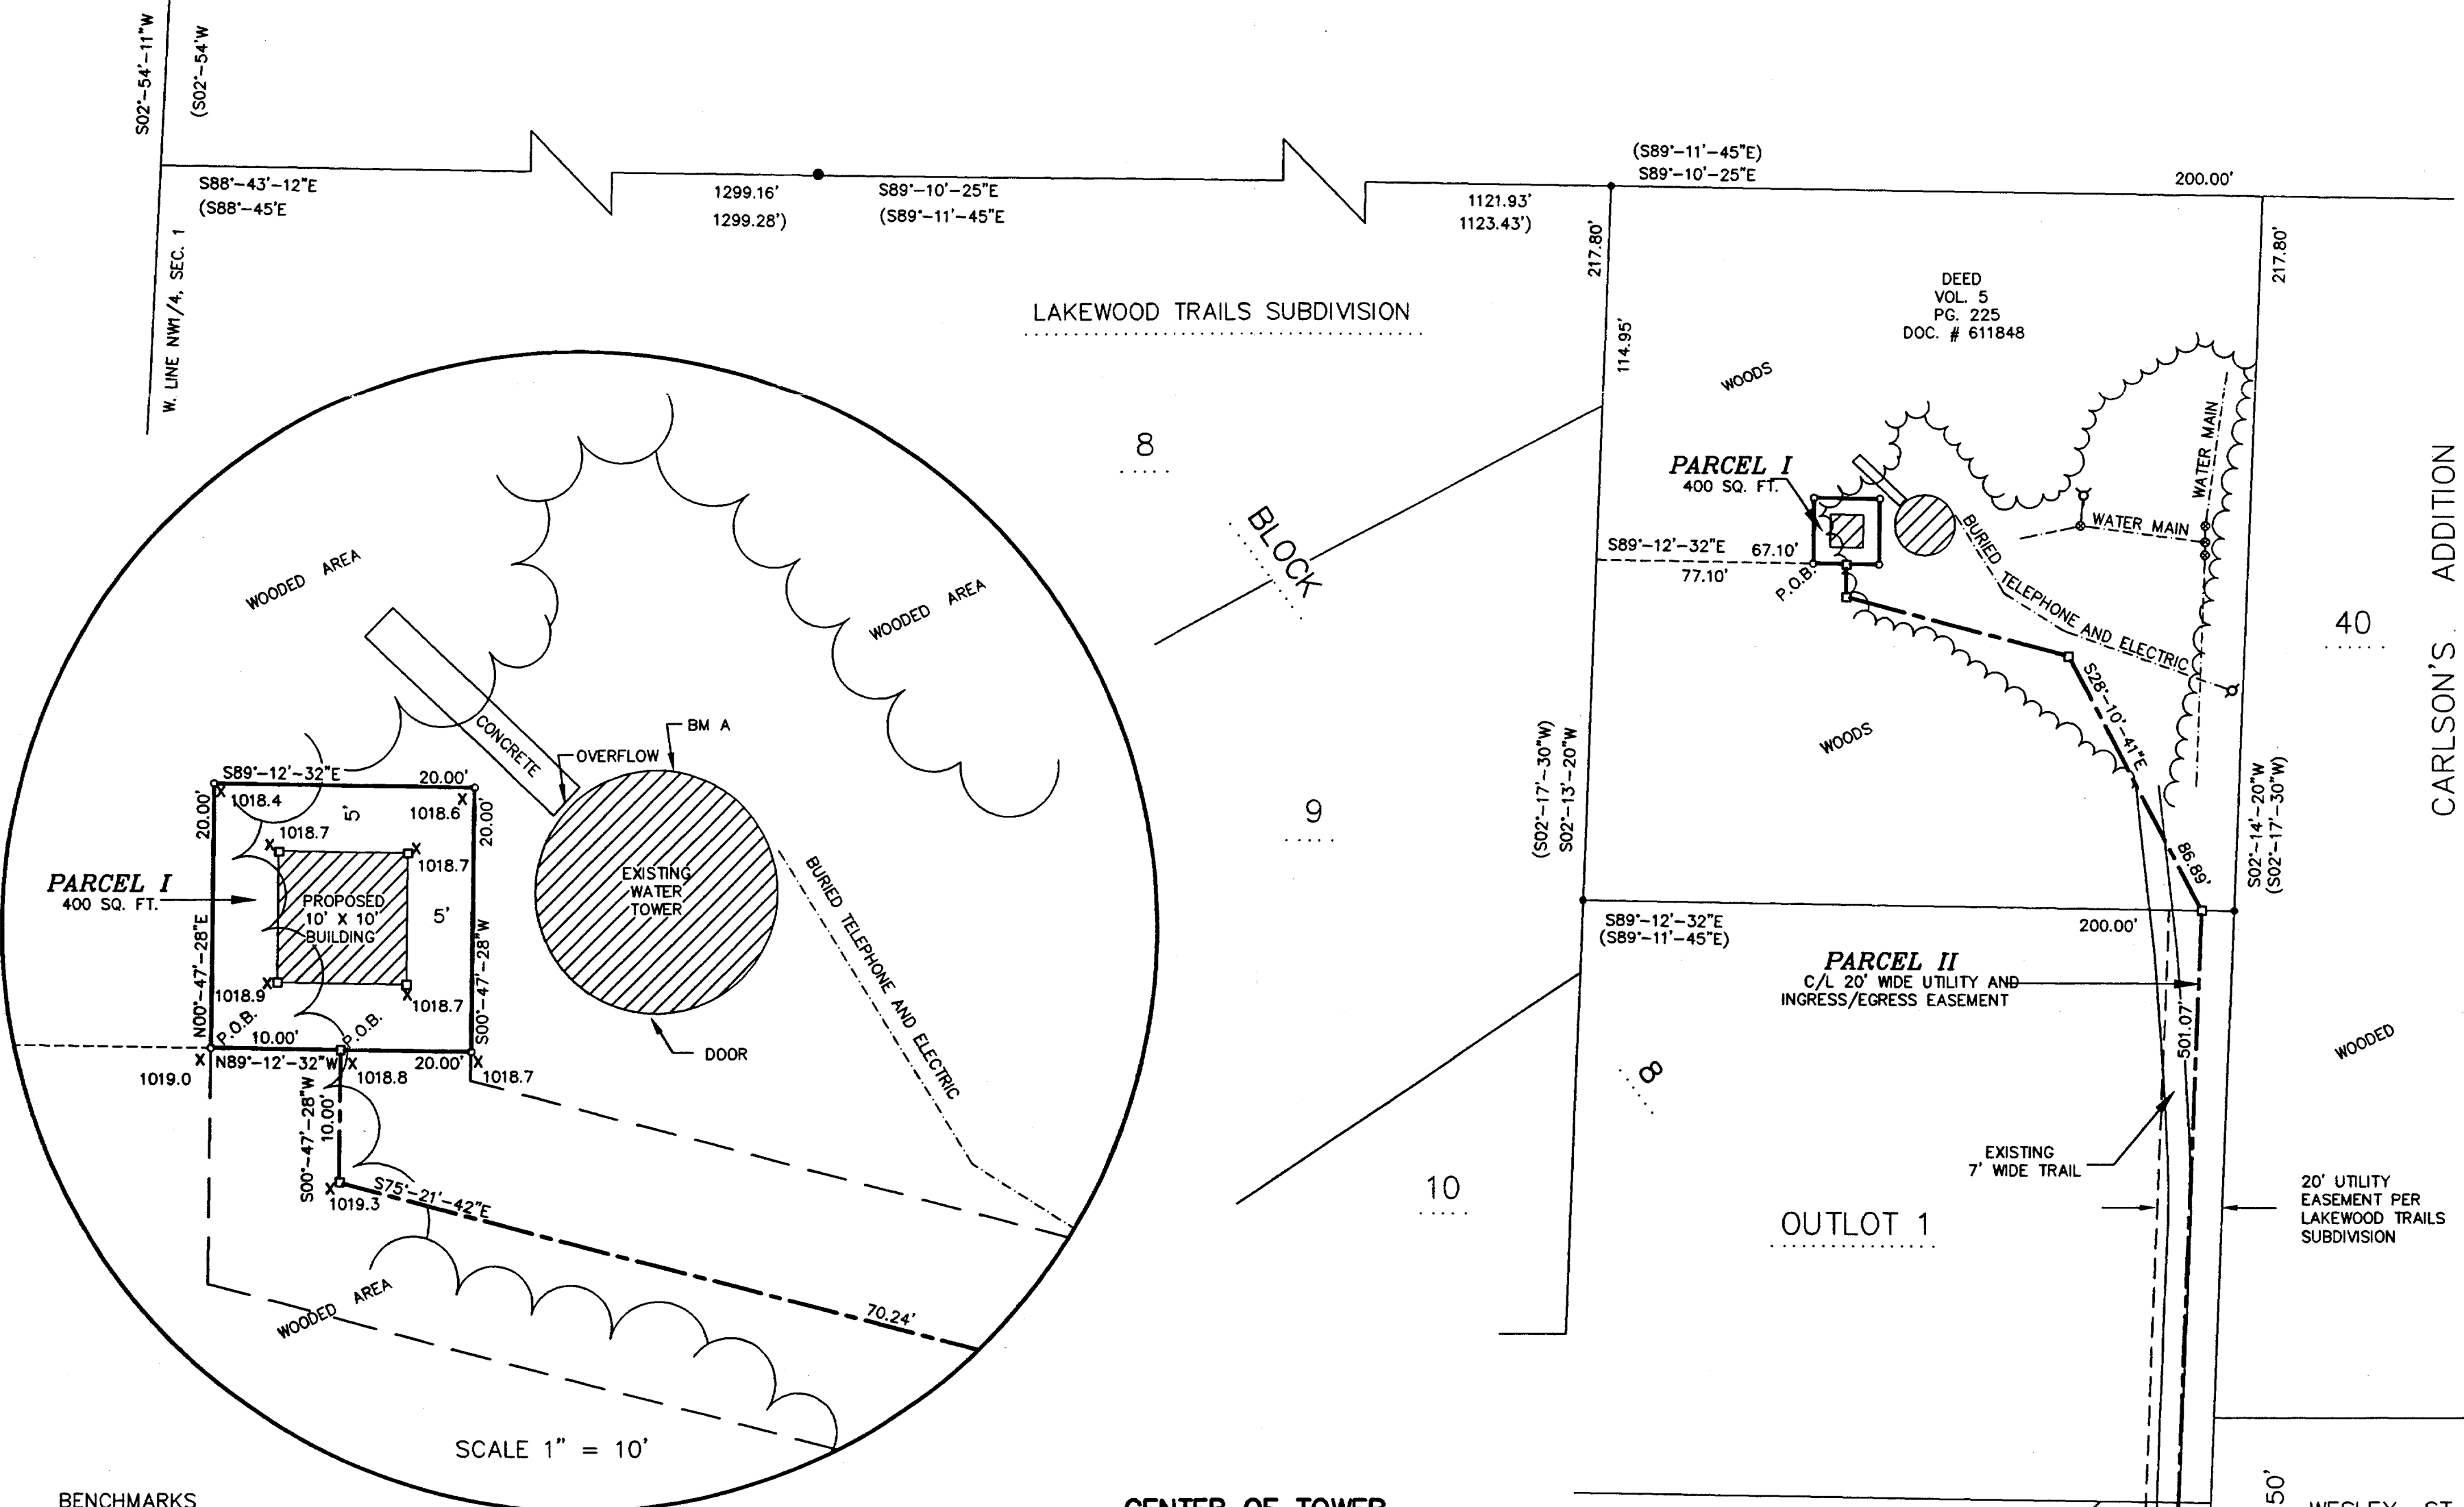 S02°-54'-11"W
(S02°-54'W
S88°-43'-12"E
(S88°-45'E
W. LINE NW1/4, SEC. 1
1299.16'
1299.28')
S89°-10'-25"E
(S89°-11'-45"E
1121.93'
1123.43')
(S89°-11'-45"E)
S89°-10'-25"E
200.00'
217.80'
217.80'
114.95'
LAKEWOOD TRAILS SUBDIVISION
DEED
VOL. 5
PG. 225
DOC. # 611848
WOODS
WATER MAIN
PARCEL I
400 SQ. FT.
WATER MAIN
S89°-12'-32"E
67.10'
77.10'
P.O.B.
BURIED TELEPHONE AND ELECTRIC
S28°-10'-41"E
86.89'
WOODS
40
CARLSON'S ADDITION
8
BLOCK
9
10
8
(S02°-17'-30"W)
S02°-13'-20"W
S02°-14'-20"W
(S02°-17'-30"W)
S89°-12'-32"E
(S89°-11'-45"E)
200.00'
PARCEL II
C/L 20' WIDE UTILITY AND
INGRESS/EGRESS EASEMENT
501.07'
WOODED
EXISTING
7' WIDE TRAIL
OUTLOT 1
20' UTILITY
EASEMENT PER
LAKEWOOD TRAILS
SUBDIVISION
WOODED AREA
WOODED AREA
CONCRETE
OVERFLOW
BM A
S89°-12'-32"E
20.00'
1018.4
1018.6
20.00'
20.00'
5'
1018.7
1018.7
PARCEL I
400 SQ. FT.
PROPOSED
10' X 10'
BUILDING
5'
EXISTING
WATER
TOWER
N00°-47'-28"E
S00°-47'-28"W
1018.9
1018.7
P.O.B.
P.O.B.
10.00'
N89°-12'-32"W
20.00'
1019.0
1018.8
1018.7
DOOR
BURIED TELEPHONE AND ELECTRIC
S00°-47'-28"W
10.00'
1019.3
S75°-21'-42"E
70.24'
WOODED AREA
SCALE 1" = 10'
BENCHMARKS
CENTER OF TOWER
50'
WESLEY ST